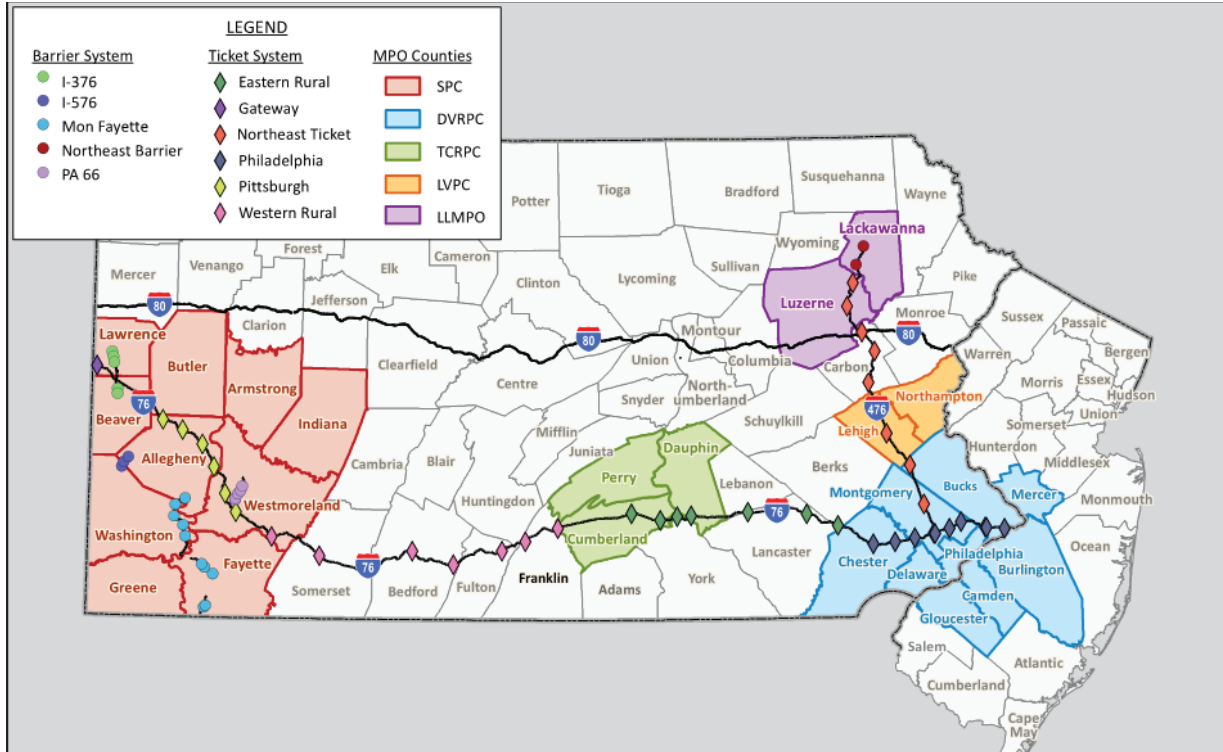 LEGEND
Barrier System
I-376
I-576
Mon Fayette
Northeast Barrier
PA 66
Ticket System
Eastern Rural
Gateway
Northeast Ticket
Philadelphia
Pittsburgh
Western Rural
MPO Counties
SPC
DVRPC
TCRPC
LVPC
LLMPO
Potter
Tioga
Bradford
Susquehanna
Wayne
Lackawanna
Wyoming
Forest
Cameron
Mercer
Venango
Elk
Clinton
Lycoming
Sullivan
Pike
Jefferson
Luzerne
80
Monroe
Sussex
Passaic
Lawrence
Clarion
80
Montour
80
Bergen
Butler
Clearfield
Union
Columbia
Warren
Essex
Carbon
Morris
Hudson
Armstrong
Centre
North-
umberland
Snyder
Northampton
Union
76
476
Beaver
Indiana
Mifflin
Schuylkill
Lehigh
Somerset
Hunterdon
Allegheny
Juniata
Dauphin
Middlesex
Cambria
Blair
Perry
Berks
Lebanon
Montgomery
Bucks
Mercer
Monmouth
Westmoreland
Huntingdon
76
Washington
Cumberland
Lancaster
Philadelphia
Ocean
Fayette
76
Chester
Burlington
Greene
Somerset
Bedford
Fulton
Franklin
Adams
York
Delaware
Camden
Gloucester
Salem
Atlantic
Cumberland
Cape
May